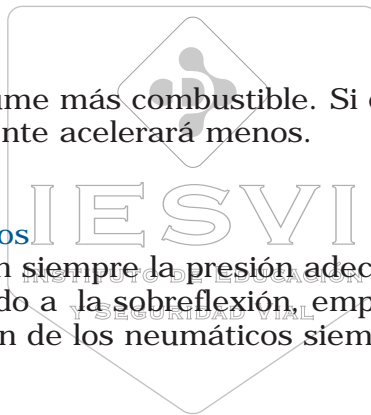 ume más combustible. Si
nte acelerará menos.
os
n siempre la presión adec
do a la sobreflexión, emp
n de los neumáticos siem
IESVI
INSTITUTO DE EDUCACIÓN
Y SEGURIDAD VIAL